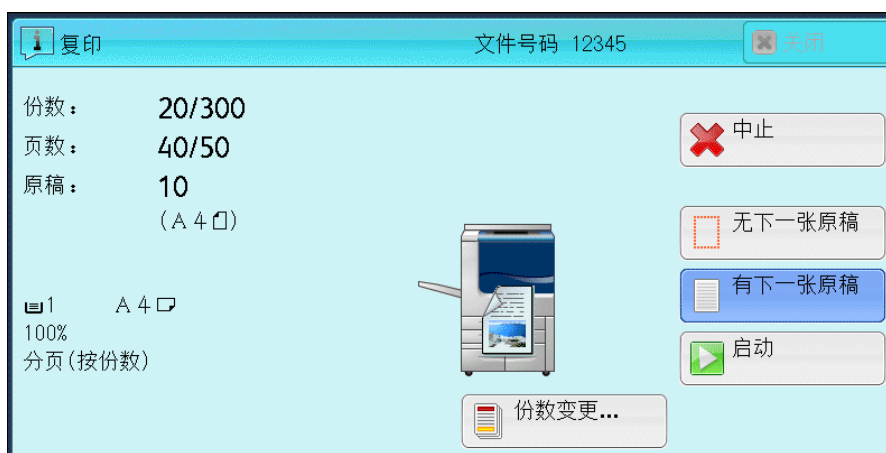 复印 文件号码 12345 关闭
份数： 20/300
页数： 40/50
原稿： 10
(A4)
1 A4
100%
分页(按份数)
中止
无下一张原稿
有下一张原稿
启动
份数变更...